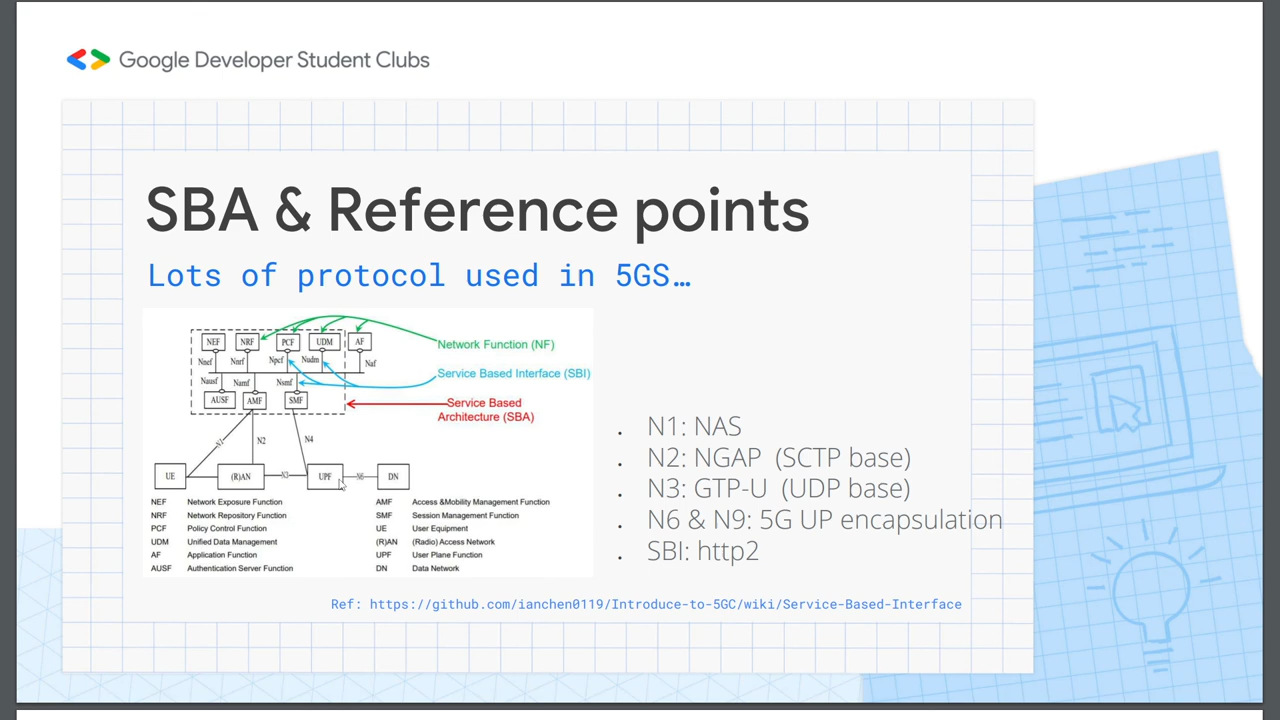 Google Developer Student Clubs
SBA & Reference points
Lots of protocol used in 5GS…
NEF NRF PCF UDM AF
Network Function (NF)
Nnef Nnrf Npcf Nudm Naf
Service Based Interface (SBI)
Nausf Namf Nsmf
AUSF AMF SMF
Service Based
Architecture (SBA)
N1 N2 N4
UE (R)AN N3 UPF N6 DN
NEF Network Exposure Function
NRF Network Repository Function
PCF Policy Control Function
UDM Unified Data Management
AF Application Function
AUSF Authentication Server Function
AMF Access &Mobility Management Function
SMF Session Management Function
UE User Equipment
(R)AN (Radio) Access Network
UPF User Plane Function
DN Data Network
. N1: NAS
. N2: NGAP (SCTP base)
. N3: GTP-U (UDP base)
. N6 & N9: 5G UP encapsulation
. SBI: http2
Ref: https://github.com/ianchen0119/Introduce-to-5GC/wiki/Service-Based-Interface